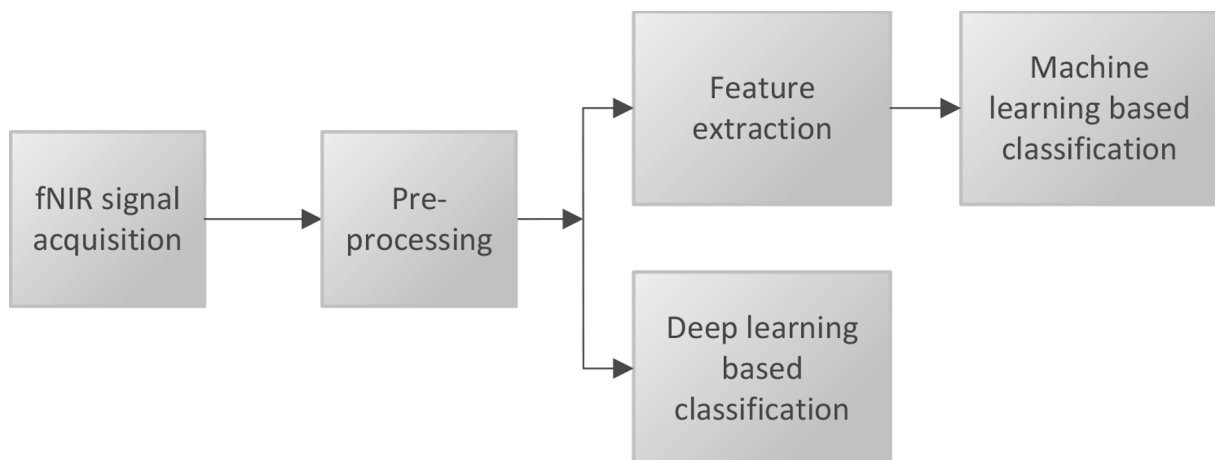 fNIR signal
acquisition
Pre-
processing
Feature
extraction
Machine
learning based
classification
Deep learning
based
classification